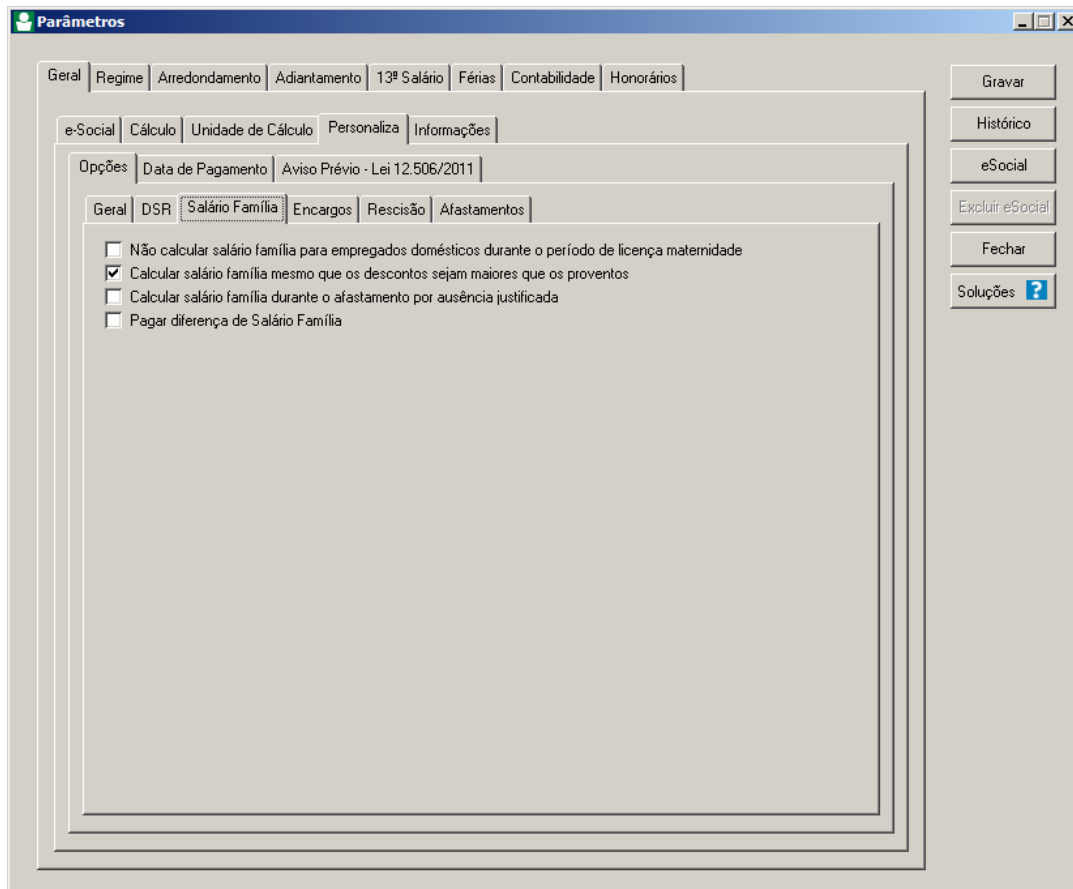 Parâmetros
Geral Regime Arredondamento Adiantamento 13º Salário Férias Contabilidade Honorários
e-Social Cálculo Unidade de Cálculo Personaliza Informações
Opções Data de Pagamento Aviso Prévio - Lei 12.506/2011
Geral DSR Salário Família Encargos Rescisão Afastamentos
Não calcular salário família para empregados domésticos durante o período de licença maternidade
Calcular salário família mesmo que os descontos sejam maiores que os proventos
Calcular salário família durante o afastamento por ausência justificada
Pagar diferença de Salário Família
Gravar
Histórico
eSocial
Excluir eSocial
Fechar
Soluções ?